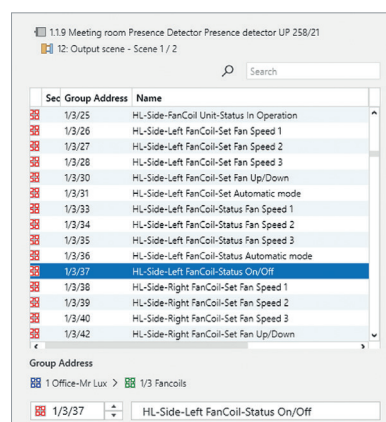 1.1.9 Meeting room Presence Detector Presence detector UP 258/21
12: Output scene - Scene 1 / 2
Search
Sec Group Address Name
1/3/25 HL-Side-FanCoil Unit-Status In Operation
1/3/26 HL-Side-Left FanCoil-Set Fan Speed 1
1/3/27 HL-Side-Left FanCoil-Set Fan Speed 2
1/3/28 HL-Side-Left FanCoil-Set Fan Speed 3
1/3/30 HL-Side-Left FanCoil-Set Fan Up/Down
1/3/31 HL-Side-Left FanCoil-Set Automatic mode
1/3/33 HL-Side-Left FanCoil-Status Fan Speed 1
1/3/34 HL-Side-Left FanCoil-Status Fan Speed 2
1/3/35 HL-Side-Left FanCoil-Status Fan Speed 3
1/3/36 HL-Side-Left FanCoil-Status Automatic mode
1/3/37 HL-Side-Left FanCoil-Status On/Off
1/3/38 HL-Side-Right FanCoil-Set Fan Speed 1
1/3/39 HL-Side-Right FanCoil-Set Fan Speed 2
1/3/40 HL-Side-Right FanCoil-Set Fan Speed 3
1/3/42 HL-Side-Right FanCoil-Set Fan Up/Down
Group Address
1 Office-Mr Lux > 1/3 Fancoils
1/3/37 HL-Side-Left FanCoil-Status On/Off